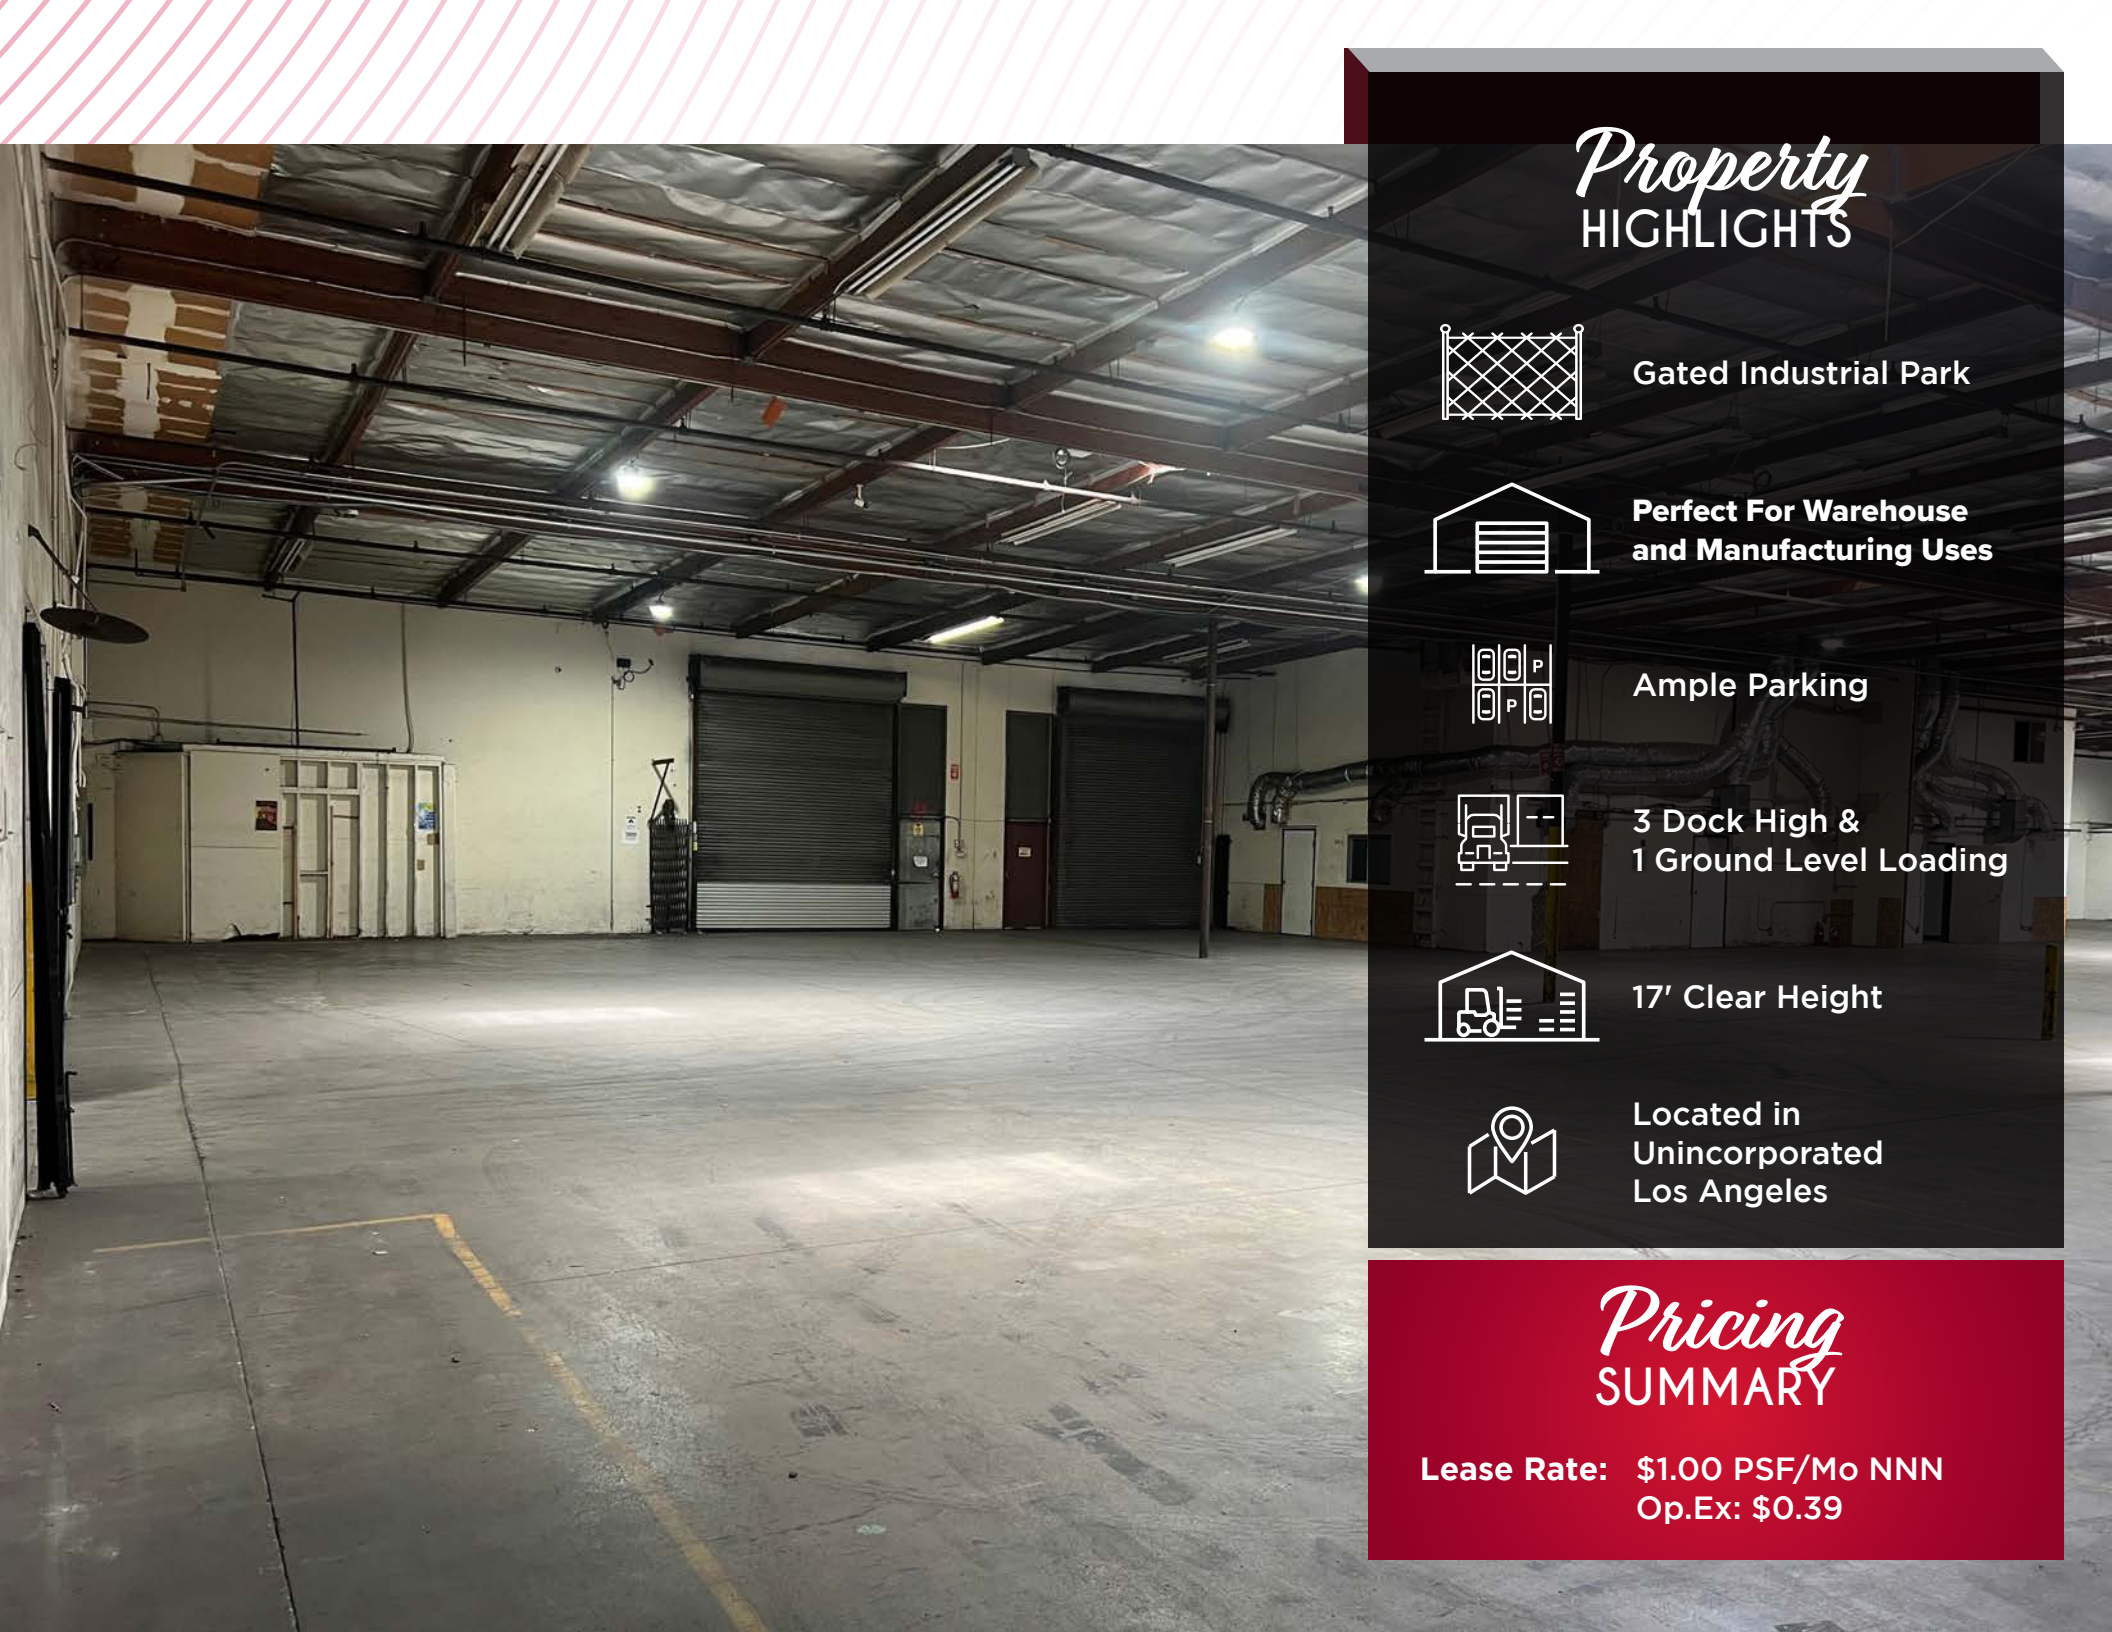 Property
HIGHLIGHTS
Gated Industrial Park
Perfect For Warehouse
and Manufacturing Uses
P
P
Ample Parking
3 Dock High &
1 Ground Level Loading
17' Clear Height
Located in
Unincorporated
Los Angeles
Pricing
SUMMARY
Lease Rate: $1.00 PSF/Mo NNN
Op.Ex: $0.39